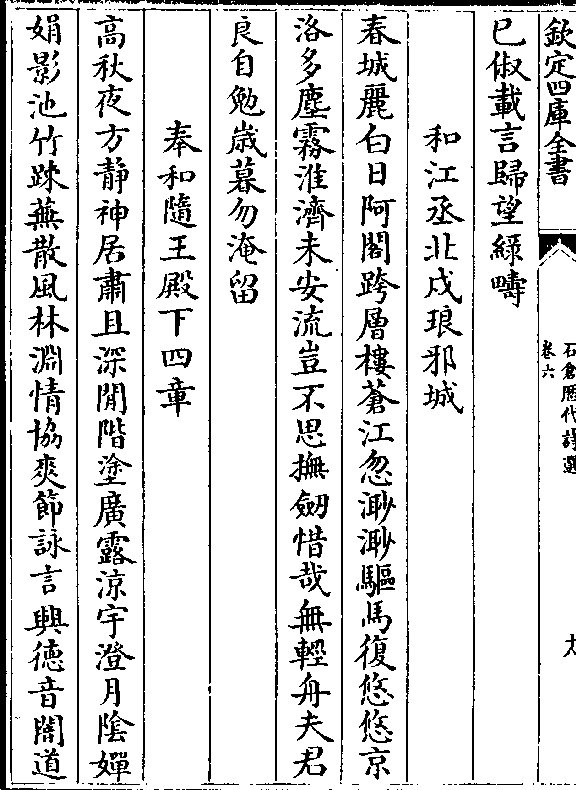 欽定四庫全書
石倉歷代詩選
卷六
已俶載言歸望綠疇
和江丞北戍琅邪城
春城麗白日阿閣跨層樓蒼江忽渺渺驅馬復悠悠京
洛多塵霧淮濟未安流豈不思撫劒惜哉無輕舟夫君
良自勉歲暮勿淹留
奉和隨王殿下四章
高秋夜方静神居肅且深閒階塗廣露涼宇澄月陰嬋
娟影池竹踈蕪散風林淵情協爽節詠言興德音闇道